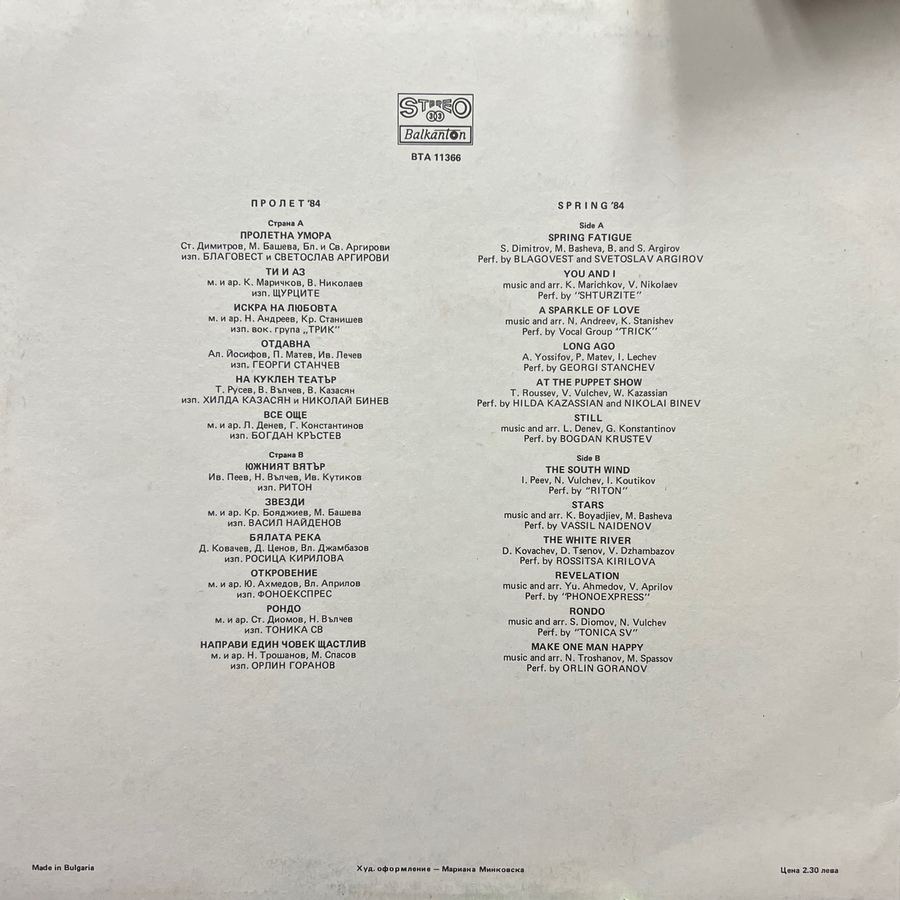 STEREO
33
Balkanton
BTA 11366
ПРОЛЕТ '84
Страна А
ПРОЛЕТНА УМОРА
Ст. Димитров, М. Башева, Бл. и Св. Аргирови
изп. БЛАГОВЕСТ и СВЕТОСЛАВ АРГИРОВИ
ТИ И АЗ
м. и ар. К. Маричков, В. Николаев
изп. ЩУРЦИТЕ
ИСКРА НА ЛЮБОВТА
м. и ар. Н. Андреев, Кр. Станишев
изп. вок. група „ТРИК”
ОТДАВНА
Ал. Йосифов, П. Матев, Ив. Лечев
изп. ГЕОРГИ СТАНЧЕВ
НА КУКЛЕН ТЕАТЪР
Т. Русев, В. Вълчев, В. Казасян
изп. ХИЛДА КАЗАСЯН и НИКОЛАЙ БИНЕВ
ВСЕ ОЩЕ
м. и ар. Л. Денев, Г. Константинов
изп. БОГДАН КРЪСТЕВ
Страна В
ЮЖНИЯТ ВЯТЪР
Ив. Пеев, Н. Вълчев, Ив. Кутиков
изп. РИТОН
ЗВЕЗДИ
м. и ар. Кр. Бояджиев, М. Башева
изп. ВАСИЛ НАЙДЕНОВ
БЯЛАТА РЕКА
Д. Ковачев, Д. Ценов, Вл. Джамбазов
изп. РОСИЦА КИРИЛОВА
ОТКРОВЕНИЕ
м. и ар. Ю. Ахмедов, Вл. Априлов
изп. ФОНОЕКСПРЕС
РОНДО
м. и ар. Ст. Диомов, Н. Вълчев
изп. ТОНИКА СВ
НАПРАВИ ЕДИН ЧОВЕК ЩАСТЛИВ
м. и ар. Н. Трошанов, М. Спасов
изп. ОРЛИН ГОРАНОВ
SPRING '84
Side A
SPRING FATIGUE
S. Dimitrov, M. Basheva, B. and S. Argirov
Perf. by BLAGOVEST and SVETOSLAV ARGIROV
YOU AND I
music and arr. K. Marichkov, V. Nikolaev
Perf. by “SHTURZITE”
A SPARKLE OF LOVE
music and arr. N. Andreev, K. Stanishev
Perf. by Vocal Group “TRICK”
LONG AGO
A. Yossifov, P. Matev, I. Lechev
Perf. by GEORGI STANCHEV
AT THE PUPPET SHOW
T. Roussev, V. Vulchev, W. Kazassian
Perf. by HILDA KAZASSIAN and NIKOLAI BINEV
STILL
music and arr. L. Denev, G. Konstantinov
Perf. by BOGDAN KRUSTEV
Side B
THE SOUTH WIND
I. Peev, N. Vulchev, I. Koutikov
Perf. by “RITON”
STARS
music and arr. K. Boyadjiev, M. Basheva
Perf. by VASSIL NAIDENOV
THE WHITE RIVER
D. Kovachev, D. Tsenov, V. Dzhambazov
Perf. by ROSSITSA KIRILOVA
REVELATION
music and arr. Yu. Ahmedov, V. Aprilov
Perf. by “PHONOEXPRESS”
RONDO
music and arr. S. Diomov, N. Vulchev
Perf. by “TONICA SV”
MAKE ONE MAN HAPPY
music and arr. N. Troshanov, M. Spassov
Perf. by ORLIN GORANOV
Made in Bulgaria
Худ. оформление – Мариана Минковска
Цена 2.30 лева